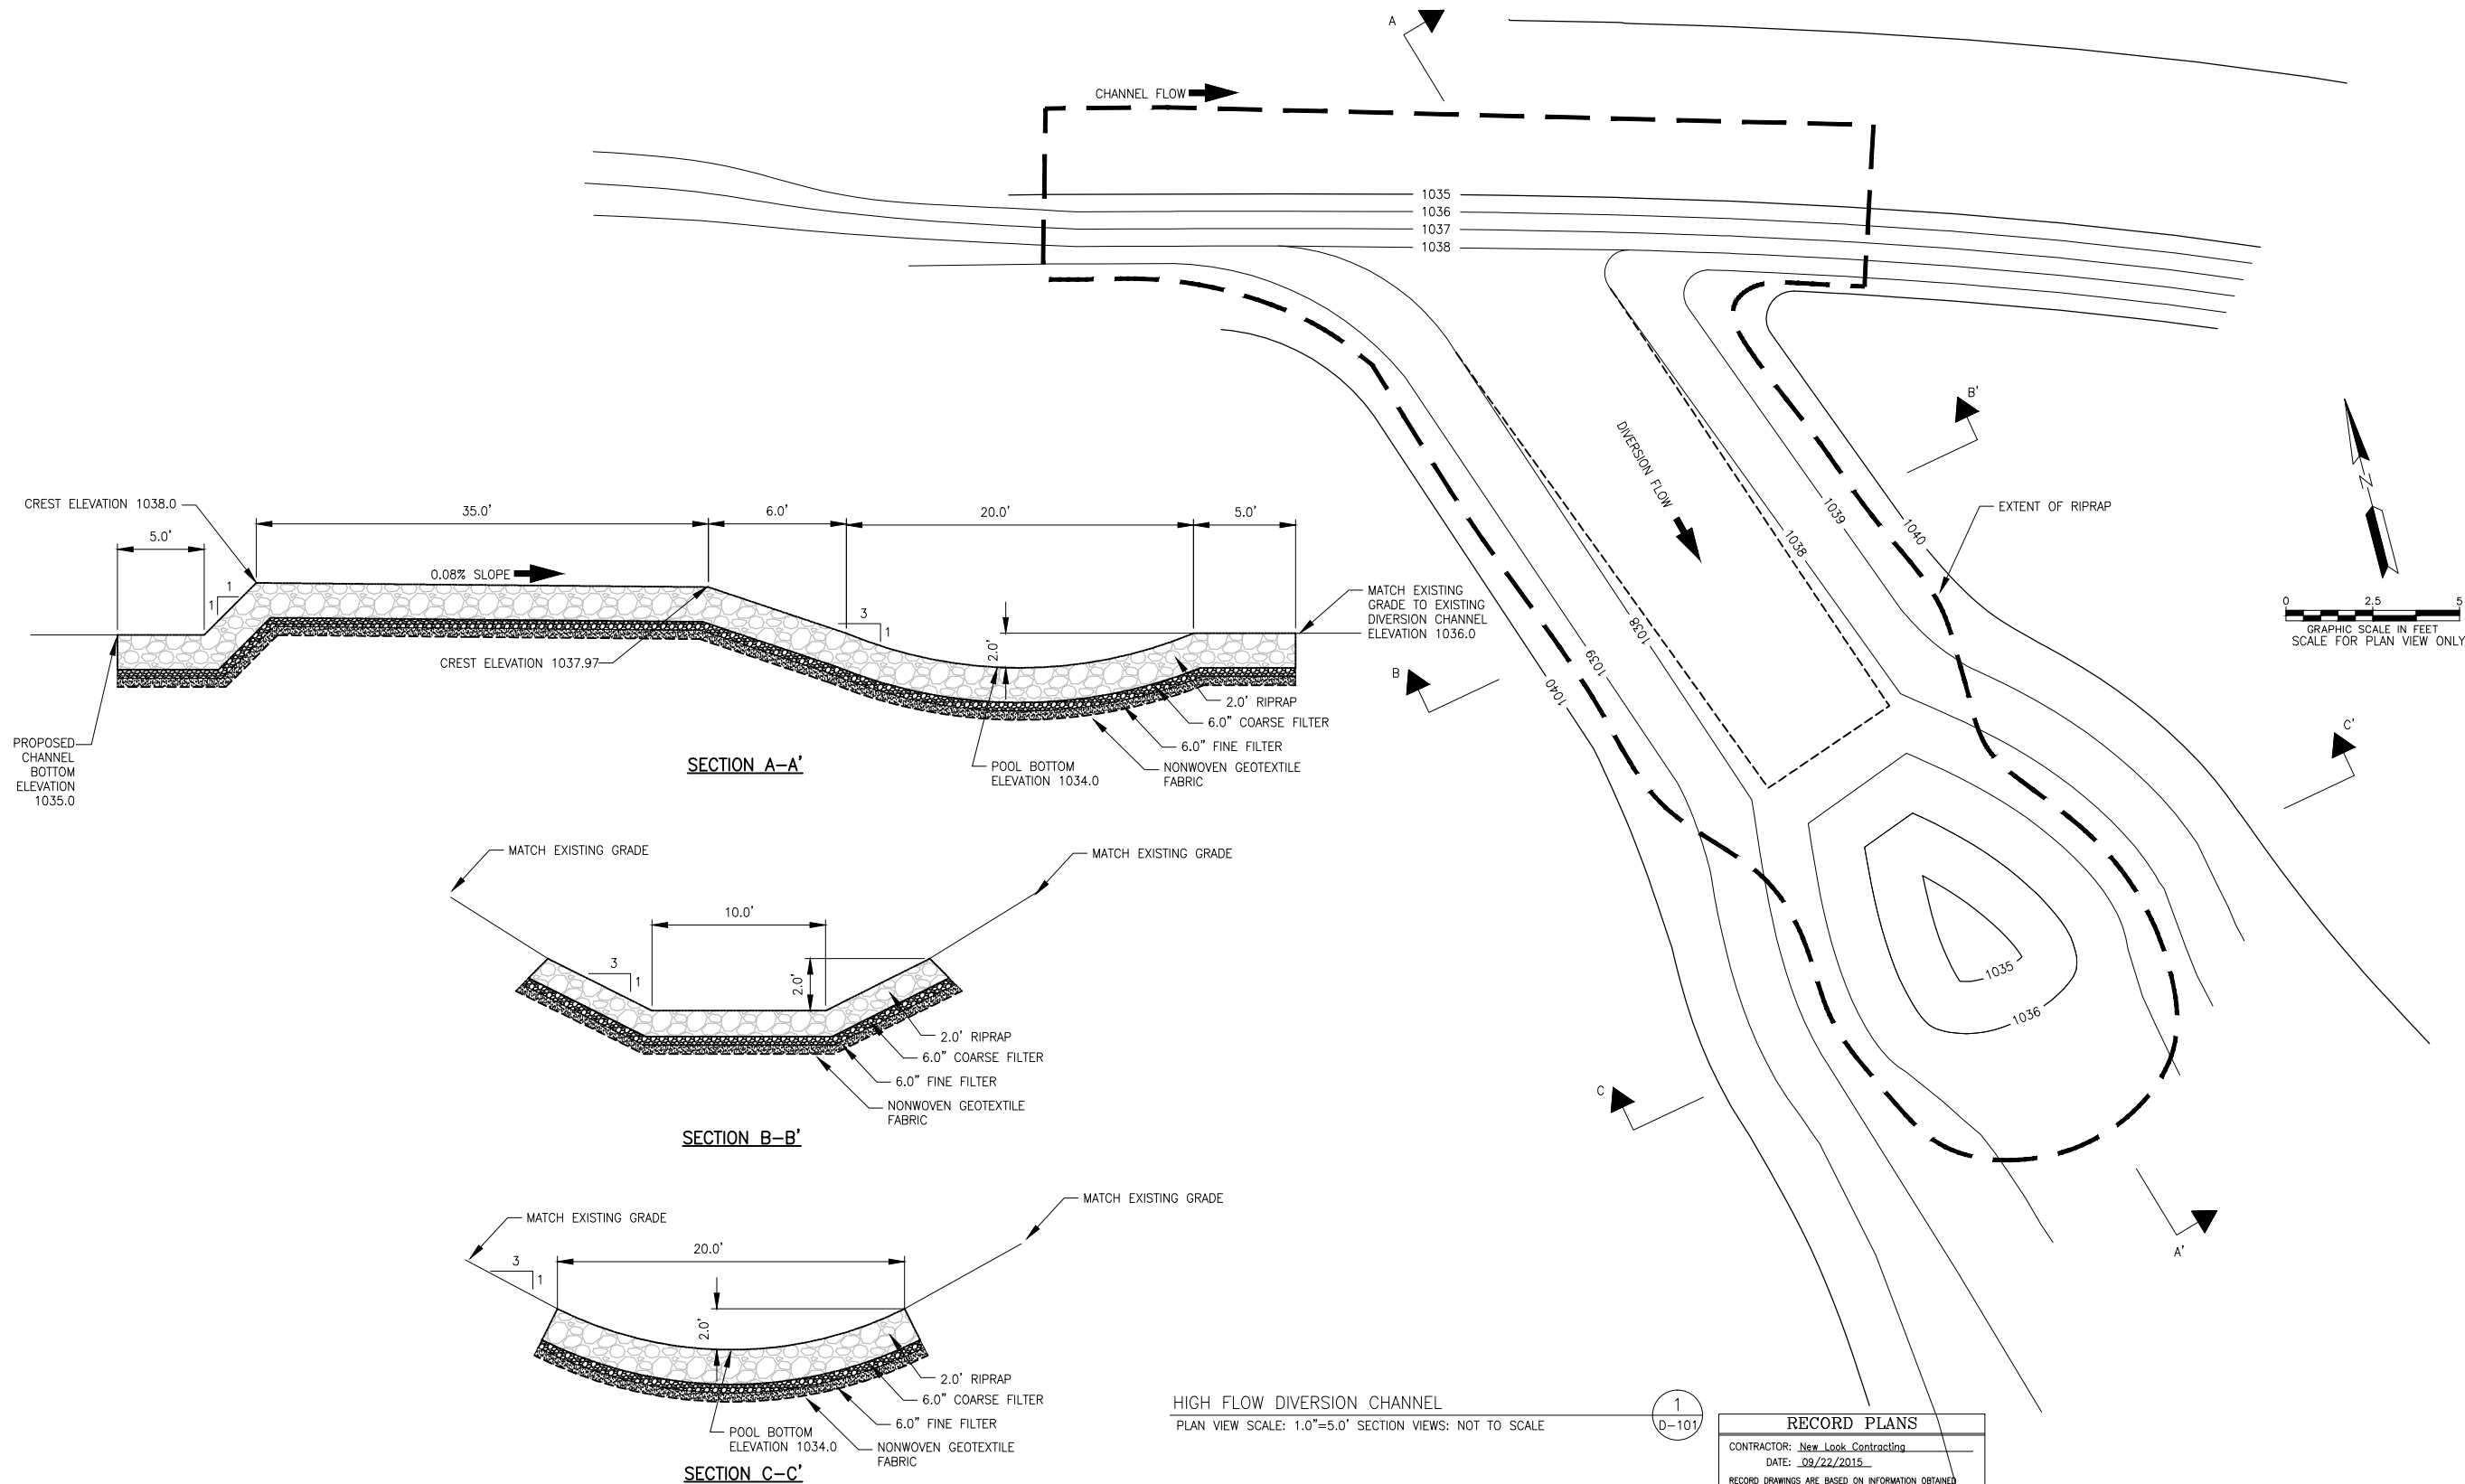 A
CHANNEL FLOW
1035
1036
1037
1038
B'
DIVERSION FLOW
N
1039
1040
1038
EXTENT OF RIPRAP
0 2.5 5
GRAPHIC SCALE IN FEET
SCALE FOR PLAN VIEW ONLY
CREST ELEVATION 1038.0
5.0'
35.0'
6.0'
20.0'
5.0'
0.08% SLOPE
1
1
3
1
2.0'
MATCH EXISTING
GRADE TO EXISTING
DIVERSION CHANNEL
ELEVATION 1036.0
CREST ELEVATION 1037.97
2.0' RIPRAP
6.0" COARSE FILTER
6.0" FINE FILTER
NONWOVEN GEOTEXTILE
FABRIC
POOL BOTTOM
ELEVATION 1034.0
PROPOSED
CHANNEL
BOTTOM
ELEVATION
1035.0
SECTION A-A'
B
1038
1039
1040
C'
MATCH EXISTING GRADE
MATCH EXISTING GRADE
10.0'
3
1
2.0'
2.0' RIPRAP
6.0" COARSE FILTER
6.0" FINE FILTER
NONWOVEN GEOTEXTILE
FABRIC
SECTION B-B'
1035
1036
C
A'
MATCH EXISTING GRADE
MATCH EXISTING GRADE
20.0'
3
1
2.0'
2.0' RIPRAP
6.0" COARSE FILTER
6.0" FINE FILTER
NONWOVEN GEOTEXTILE
FABRIC
POOL BOTTOM
ELEVATION 1034.0
SECTION C-C'
HIGH FLOW DIVERSION CHANNEL
PLAN VIEW SCALE: 1.0"=5.0' SECTION VIEWS: NOT TO SCALE
1
D-101
RECORD PLANS
CONTRACTOR: New Look Contracting
DATE: 09/22/2015
RECORD DRAWINGS ARE BASED ON INFORMATION OBTAINED